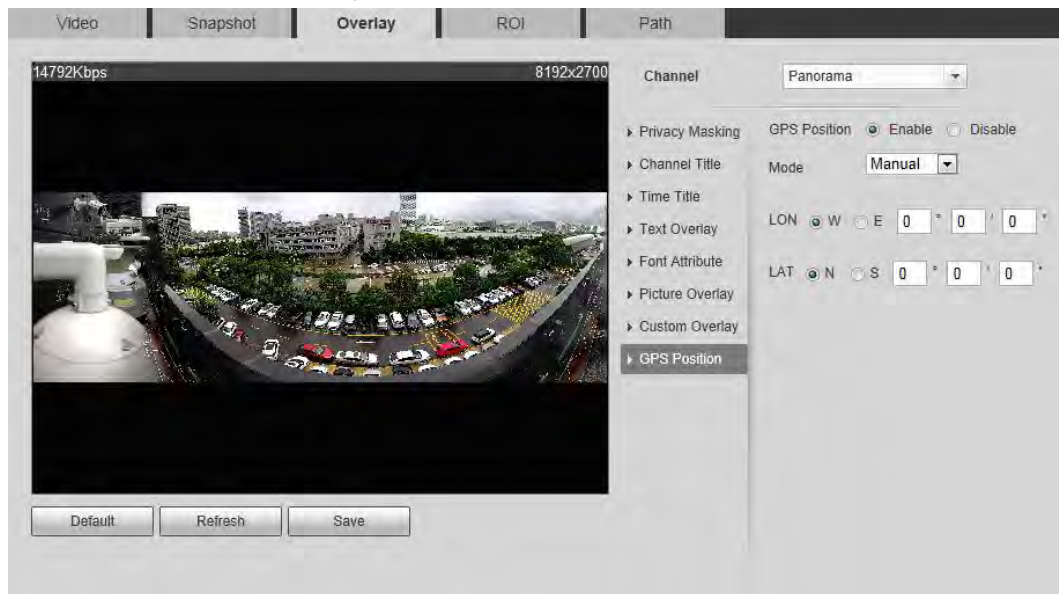 Video Snapshot Overlay ROI Path
14792Kbps 8192x2700
Channel Panorama
Privacy Masking
Channel Title
Time Title
Text Overlay
Font Attribute
Picture Overlay
Custom Overlay
GPS Position
GPS Position Enable Disable
Mode Manual
LON W E 0 ° 0 ' 0 "
LAT N S 0 ° 0 ' 0 "
Default Refresh Save